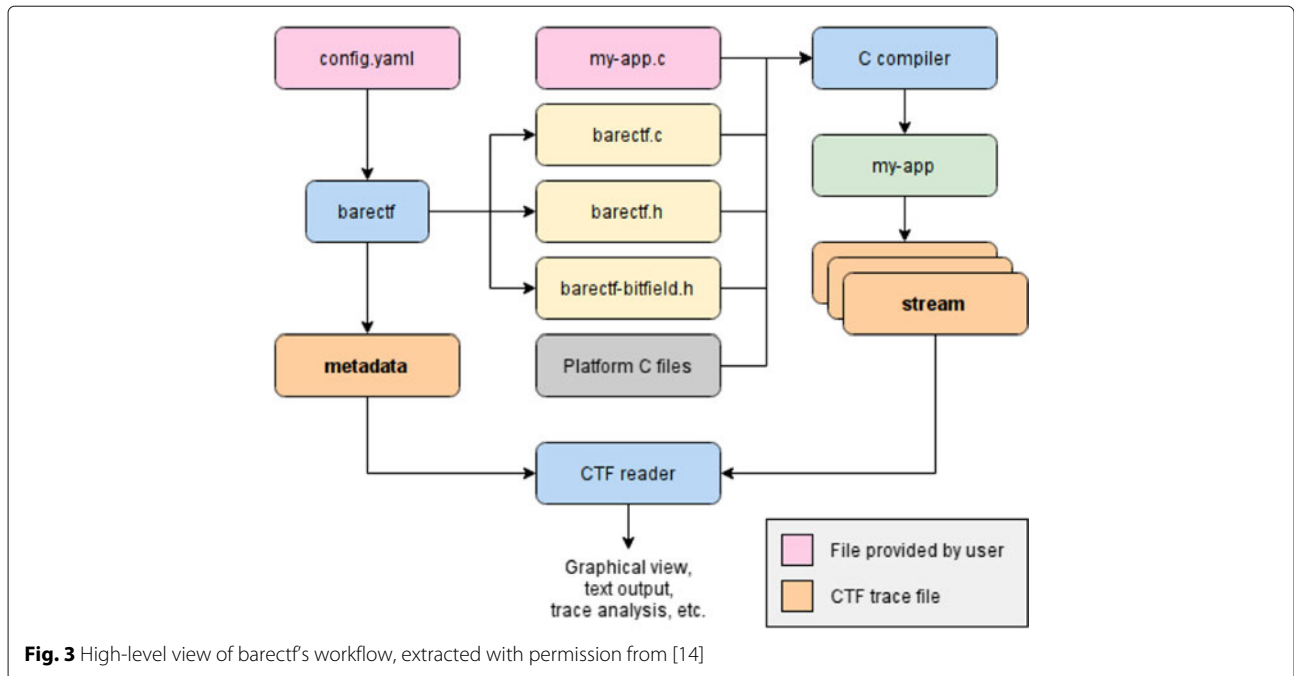 config.yaml
my-app.c
C compiler
barectf.c
my-app
barectf
barectf.h
barectf-bitfield.h
stream
metadata
Platform C files
CTF reader
Graphical view,
text output,
trace analysis, etc.
File provided by user
CTF trace file
Fig. 3 High-level view of barectf's workflow, extracted with permission from [14]